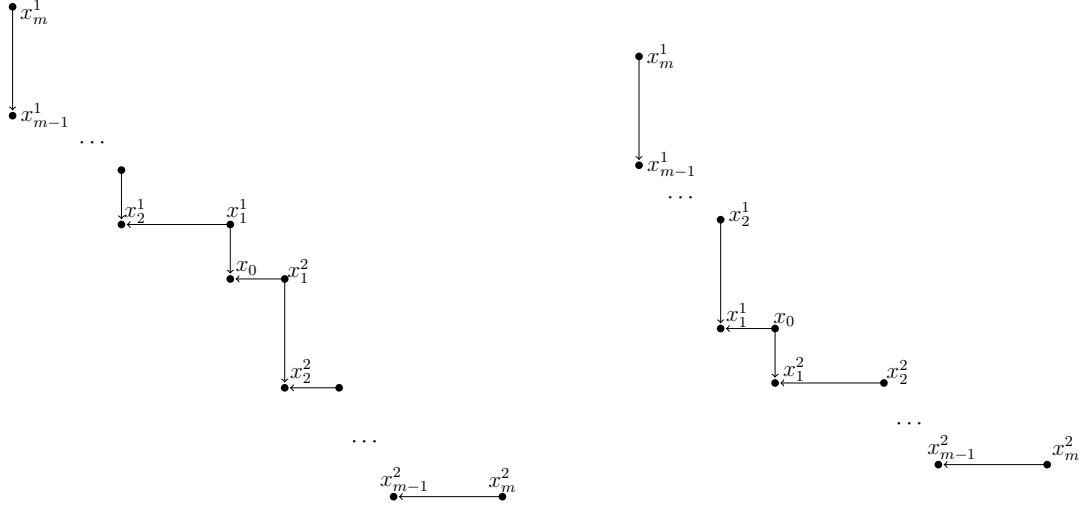 x_m^1
x_{m-1}^1
...
x_2^1 x_1^1
x_0 x_1^2
x_2^2
...
x_{m-1}^2 x_m^2
x_m^1
x_{m-1}^1
...
x_2^1
x_1^1 x_0
x_1^2 x_2^2
...
x_{m-1}^2 x_m^2